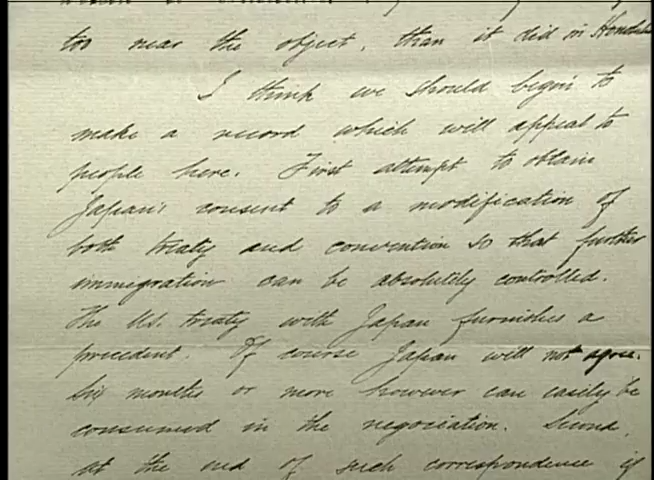 too near the object, than it did in Honolulu
I think we should begin to
make a record which will appeal to
people here. First attempt to obtain
Japan's consent to a modification of
both treaty and convention so that further
immigration can be absolutely controlled.
The U.S. treaty with Japan furnishes a
precedent. Of course Japan will not agree.
Six months or more however can easily be
consumed in the negociation. Second,
at the end of such correspondence if